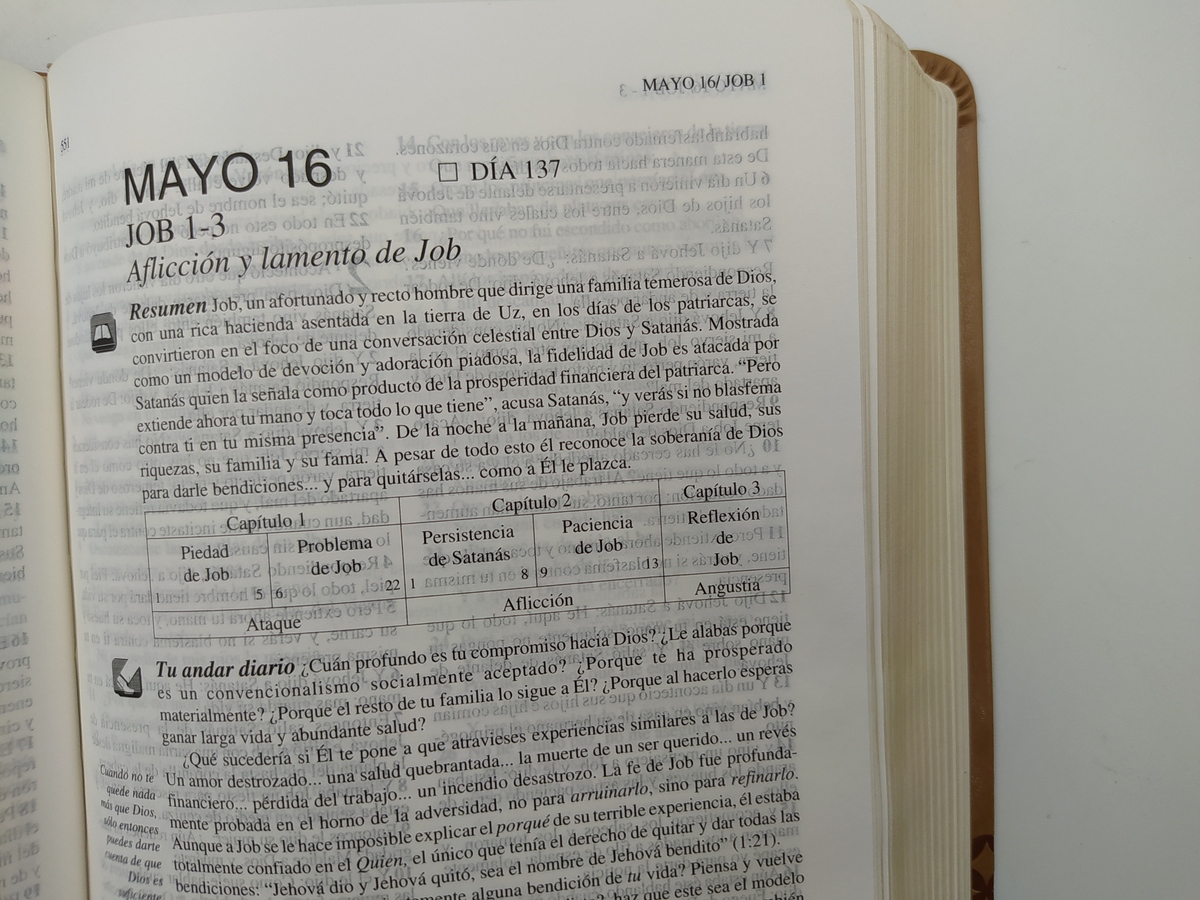 MAYO 16/ JOB 1
551
MAYO 16
☐ DÍA 137
JOB 1-3
Aflicción y lamento de Job
Resumen Job, un afortunado y recto hombre que dirige una familia temerosa de Dios,
con una rica hacienda asentada en la tierra de Uz, en los días de los patriarcas, se
convirtieron en el foco de una conversación celestial entre Dios y Satanás. Mostrada
como un modelo de devoción y adoración piadosa, la fidelidad de Job es atacada por
Satanás quien la señala como producto de la prosperidad financiera del patriarca. “Pero
extiende ahora tu mano y toca todo lo que tiene”, acusa Satanás, “y verás si no blasfema
contra ti en tu misma presencia”. De la noche a la mañana, Job pierde su salud, sus
riquezas, su familia y su fama. A pesar de todo esto él reconoce la soberanía de Dios
para darle bendiciones... y para quitárselas... como a Él le plazca.
Capítulo 1 Capítulo 2 Capítulo 3
Piedad Problema Persistencia Paciencia Reflexión
de Job de Job de Satanás de Job de
Job
1 5 6 22 1 8 9 13
Ataque Aflicción Angustia
Tu andar diario ¿Cuán profundo es tu compromiso hacia Dios? ¿Le alabas porque
es un convencionalismo socialmente aceptado? ¿Porque te ha prosperado
materialmente? ¿Porque el resto de tu familia lo sigue a Él? ¿Porque al hacerlo esperas
ganar larga vida y abundante salud?
¿Qué sucedería si Él te pone a que atravieses experiencias similares a las de Job?
Un amor destrozado... una salud quebrantada... la muerte de un ser querido... un revés
financiero... pérdida del trabajo... un incendio desastrozo. La fe de Job fue profunda-
mente probada en el horno de la adversidad, no para arruinarlo, sino para refinarlo.
Aunque a Job se le hace imposible explicar el porqué de su terrible experiencia, él estaba
totalmente confiado en el Quien, el único que tenía el derecho de quitar y dar todas las
bendiciones: “Jehová dio y Jehová quitó, sea el nombre de Jehová bendito” (1:21).
alguna bendición de tu vida? Piensa y vuelve
haz que este sea el modelo
Cuando no te
quede nada
más que Dios,
sólo entonces
puedes darte
cuenta de que
Dios es
suficiente